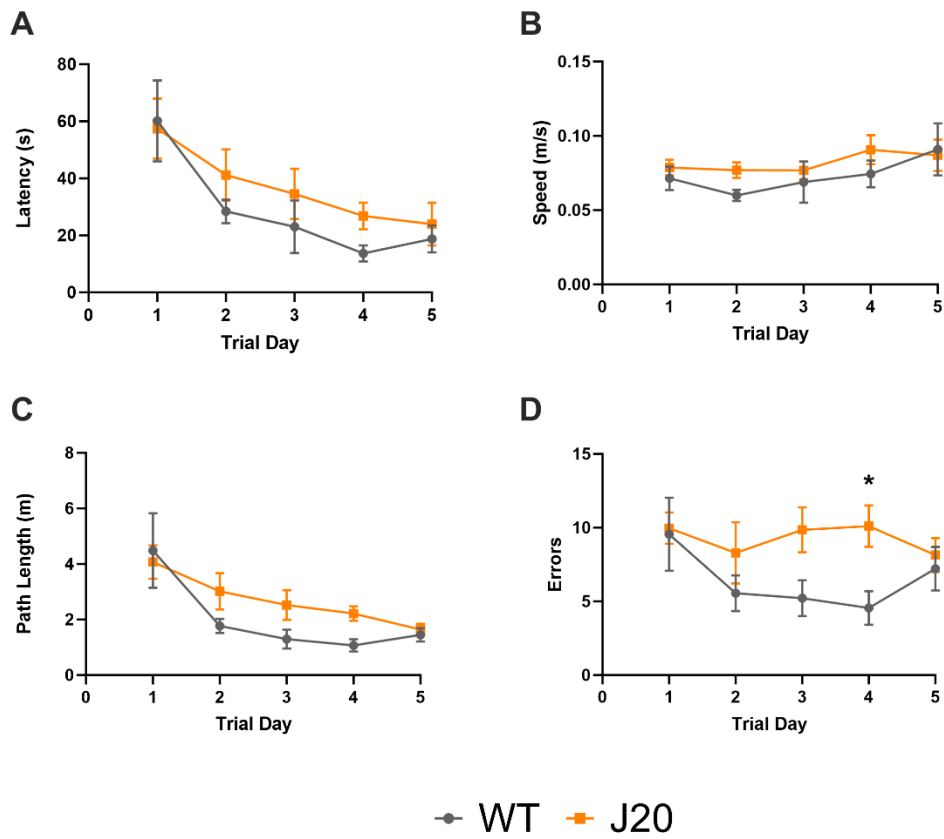 A
Latency (s)
80
60
40
20
0
0 1 2 3 4 5
Trial Day
B
Speed (m/s)
0.15
0.10
0.05
0.00
0 1 2 3 4 5
Trial Day
C
Path Length (m)
8
6
4
2
0
0 1 2 3 4 5
Trial Day
D
Errors
15
10
5
0
*
0 1 2 3 4 5
Trial Day
WT J20